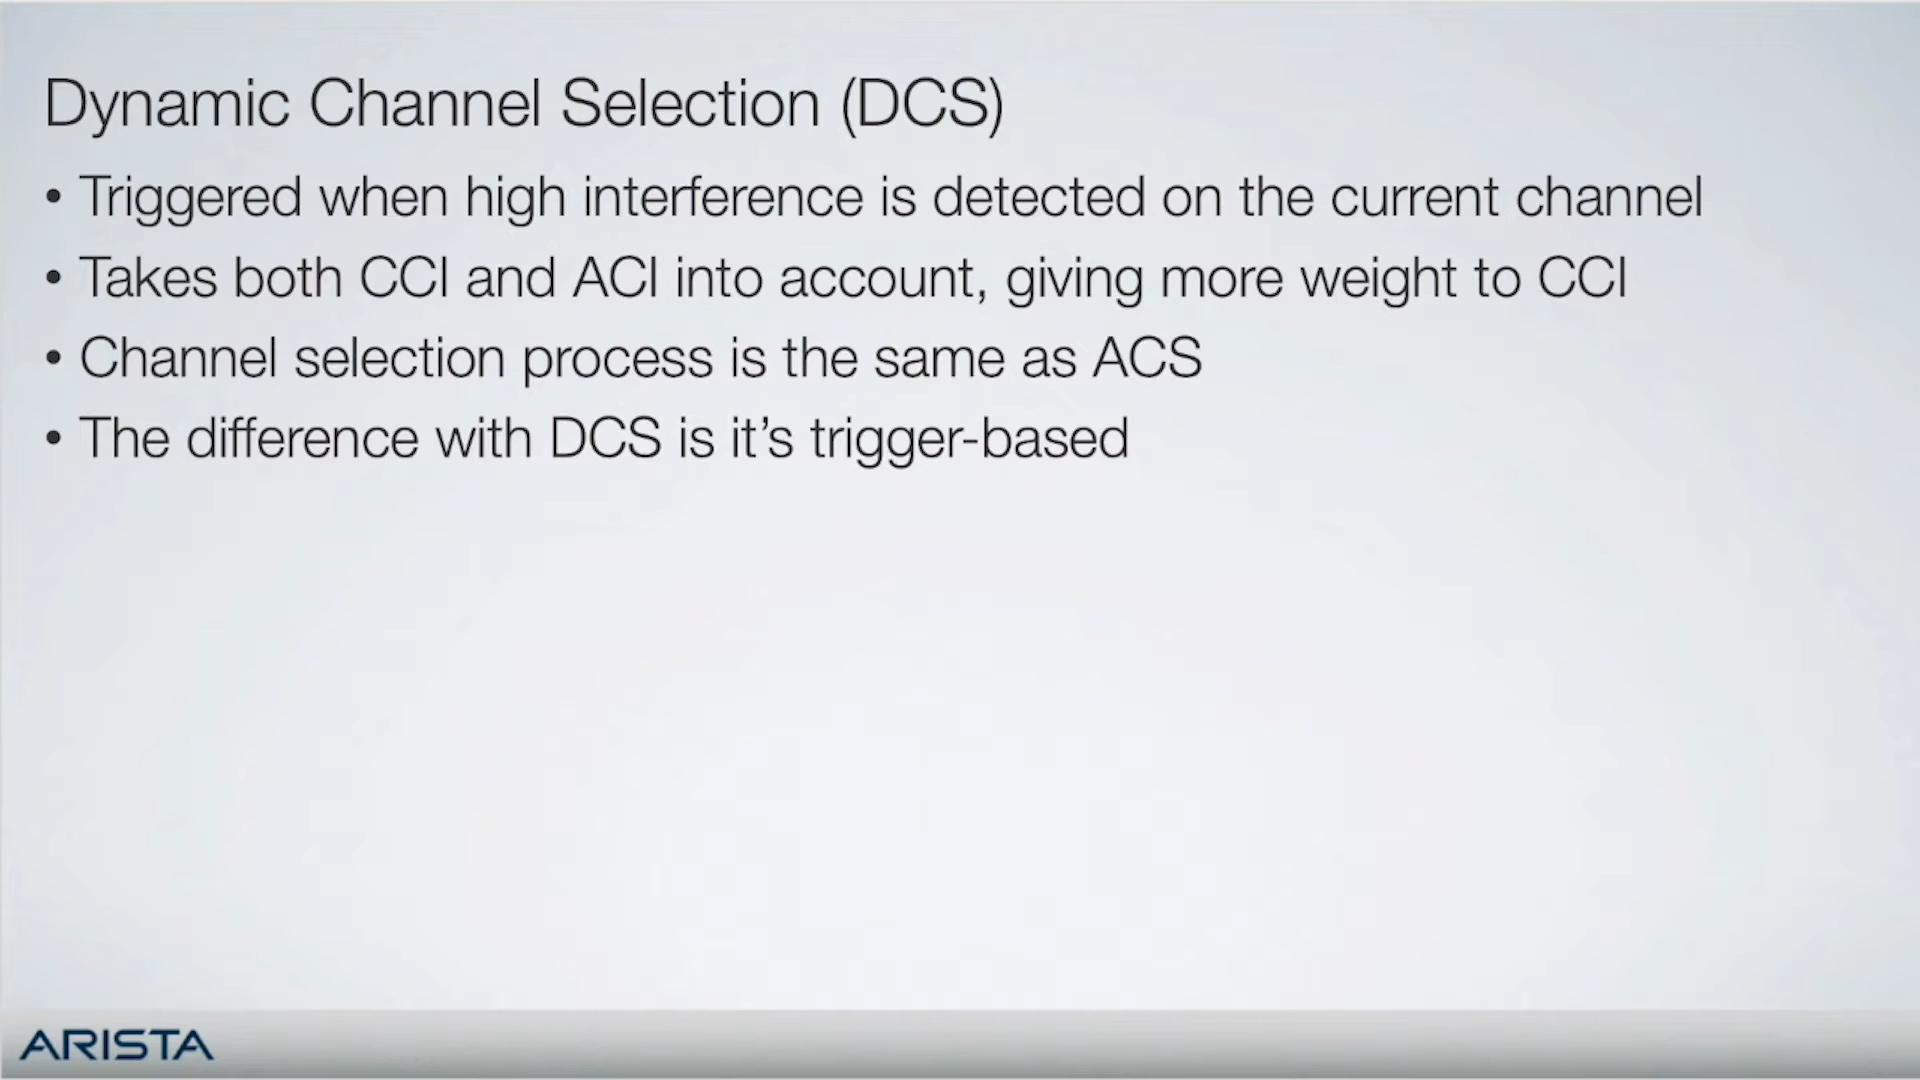 Dynamic Channel Selection (DCS)
• Triggered when high interference is detected on the current channel
• Takes both CCI and ACI into account, giving more weight to CCI
• Channel selection process is the same as ACS
• The difference with DCS is it’s trigger-based
ARISTA